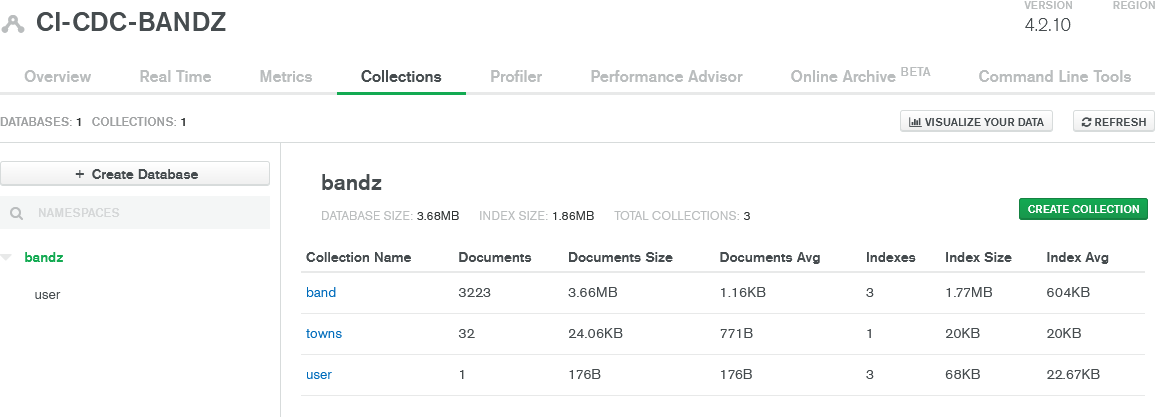 CI-CDC-BANDZ
VERSION REGION
4.2.10
Overview Real Time Metrics Collections Profiler Performance Advisor Online Archive BETA Command Line Tools
DATABASES: 1 COLLECTIONS: 1 VISUALIZE YOUR DATA REFRESH
+ Create Database
NAMESPACES
bandz
user
bandz
DATABASE SIZE: 3.68MB INDEX SIZE: 1.86MB TOTAL COLLECTIONS: 3
CREATE COLLECTION
Collection Name Documents Documents Size Documents Avg Indexes Index Size Index Avg
band 3223 3.66MB 1.16KB 3 1.77MB 604KB
towns 32 24.06KB 771B 1 20KB 20KB
user 1 176B 176B 3 68KB 22.67KB